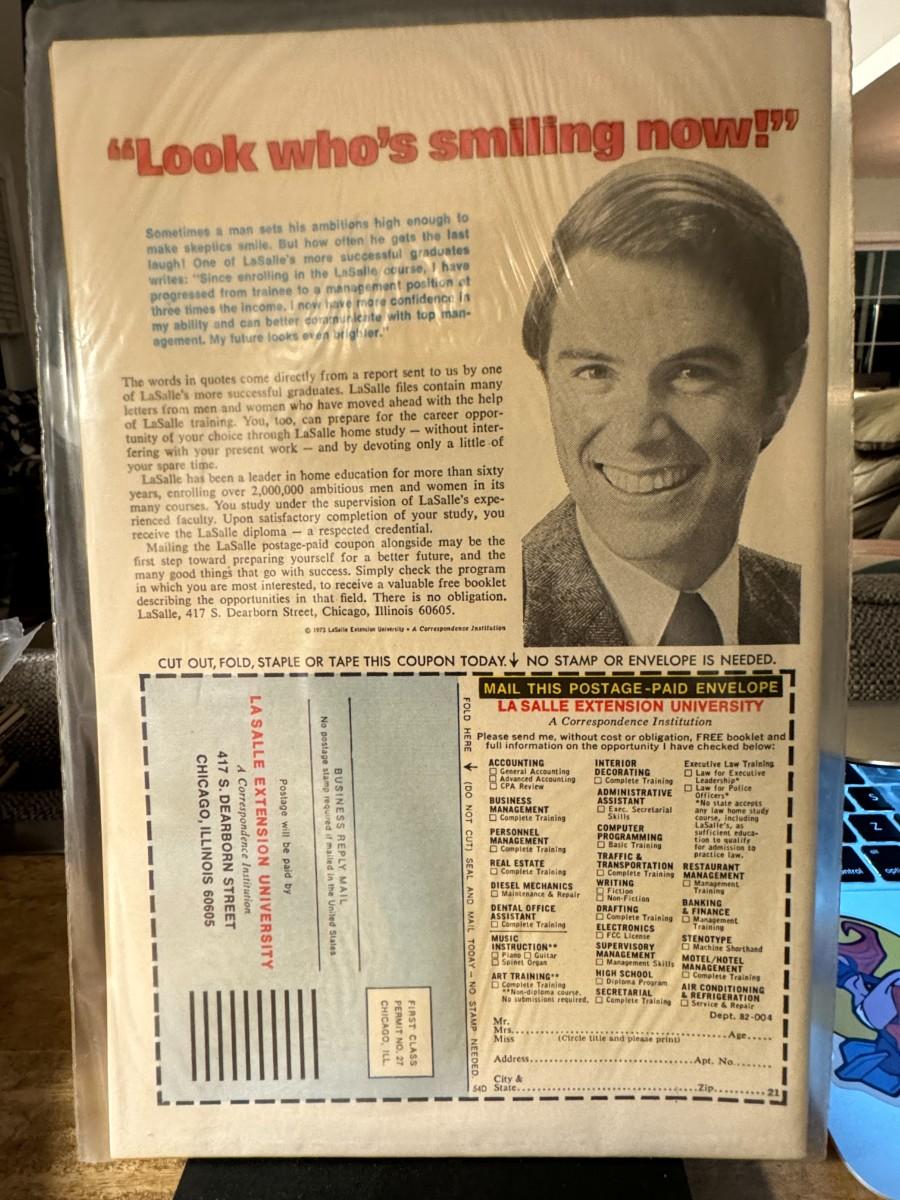 “Look who’s smiling now!”
Sometimes a man sets his ambitions high enough to
make skeptics smile. But how often he gets the last
laugh! One of LaSalle's more successful graduates
writes: "Since enrolling in the LaSalle course, I have
progressed from trainee to a management position at
three times the income. I now have more confidence in
my ability and can better communicate with top man-
agement. My future looks even brighter."
The words in quotes come directly from a report sent to us by one
of LaSalle's more successful graduates. LaSalle files contain many
letters from men and women who have moved ahead with the help
of LaSalle training. You, too, can prepare for the career oppor-
tunity of your choice through LaSalle home study — without inter-
fering with your present work — and by devoting only a little of
your spare time.
LaSalle has been a leader in home education for more than sixty
years, enrolling over 2,000,000 ambitious men and women in its
many courses. You study under the supervision of LaSalle's expe-
rienced faculty. Upon satisfactory completion of your study, you
receive the LaSalle diploma — a respected credential.
Mailing the LaSalle postage-paid coupon alongside may be the
first step toward preparing yourself for a better future, and the
many good things that go with success. Simply check the program
in which you are most interested, to receive a valuable free booklet
describing the opportunities in that field. There is no obligation.
LaSalle, 417 S. Dearborn Street, Chicago, Illinois 60605.
© 1973 LaSalle Extension University • A Correspondence Institution
CUT OUT, FOLD, STAPLE OR TAPE THIS COUPON TODAY. ↓ NO STAMP OR ENVELOPE IS NEEDED.
FIRST CLASS
PERMIT NO. 27
CHICAGO, ILL.
BUSINESS REPLY MAIL
No postage stamp required if mailed in the United States
Postage will be paid by
LA SALLE EXTENSION UNIVERSITY
A Correspondence Institution
417 S. DEARBORN STREET
CHICAGO, ILLINOIS 60605
FOLD HERE → (DO NOT CUT) SEAL AND MAIL TODAY – NO STAMP NEEDED.
54D
MAIL THIS POSTAGE-PAID ENVELOPE
LA SALLE EXTENSION UNIVERSITY
A Correspondence Institution
Please send me, without cost or obligation, FREE booklet and
full information on the opportunity I have checked below:
ACCOUNTING
☐ General Accounting
☐ Advanced Accounting
☐ CPA Review
BUSINESS
MANAGEMENT
☐ Complete Training
PERSONNEL
MANAGEMENT
☐ Complete Training
REAL ESTATE
☐ Complete Training
DIESEL MECHANICS
☐ Maintenance & Repair
DENTAL OFFICE
ASSISTANT
☐ Complete Training
MUSIC
INSTRUCTION**
☐ Piano ☐ Guitar
☐ Spinet Organ
ART TRAINING**
☐ Complete Training
**Non-diploma course.
No submissions required.
INTERIOR
DECORATING
☐ Complete Training
ADMINISTRATIVE
ASSISTANT
☐ Exec. Secretarial
Skills
COMPUTER
PROGRAMMING
☐ Basic Training
TRAFFIC &
TRANSPORTATION
☐ Complete Training
WRITING
☐ Fiction
☐ Non-Fiction
DRAFTING
☐ Complete Training
ELECTRONICS
☐ FCC License
SUPERVISORY
MANAGEMENT
☐ Management Skills
HIGH SCHOOL
☐ Diploma Program
SECRETARIAL
☐ Complete Training
Executive Law Training
☐ Law for Executive
Leadership*
☐ Law for Police
Officers*
*No state accepts
any law home study
course, including
LaSalle's, as
sufficient educa-
tion to qualify
for admission to
practice law.
RESTAURANT
MANAGEMENT
☐ Management
Training
BANKING
& FINANCE
☐ Management
Training
STENOTYPE
☐ Machine Shorthand
MOTEL/HOTEL
MANAGEMENT
☐ Complete Training
AIR CONDITIONING
& REFRIGERATION
☐ Service & Repair
Dept. 82-004
Mr.
Mrs. Age
Miss (Circle title and please print)
Address Apt. No.
City &
State Zip 21
S
Z